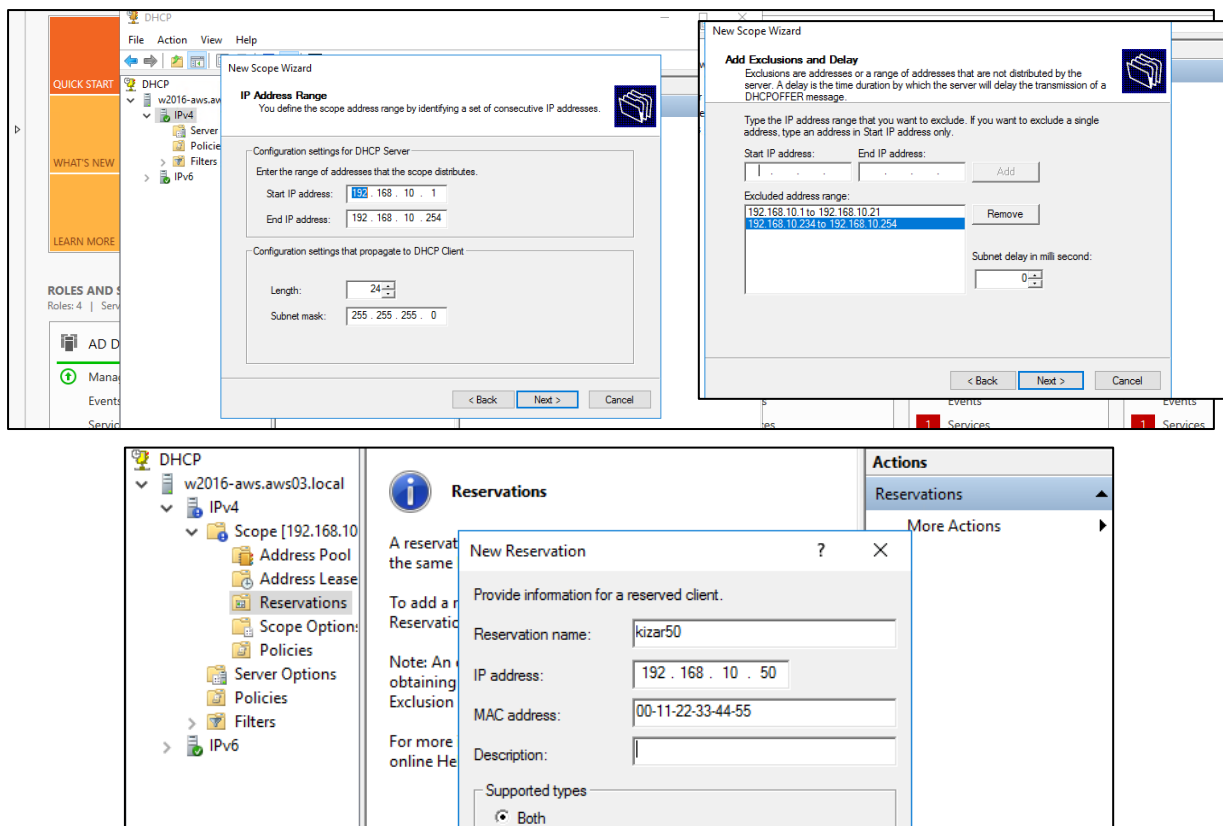 DHCP
File Action View Help
QUICK START
WHAT'S NEW
LEARN MORE
ROLES AND
Roles: 4 | Serv
AD D
Mana
Events
Servic
DHCP
w2016-aws.aw
IPv4
Server
Policie
Filters
IPv6
New Scope Wizard
IP Address Range
You define the scope address range by identifying a set of consecutive IP addresses.
Configuration settings for DHCP Server
Enter the range of addresses that the scope distributes.
Start IP address: 192 . 168 . 10 . 1
End IP address: 192 . 168 . 10 . 254
Configuration settings that propagate to DHCP Client
Length: 24
Subnet mask: 255 . 255 . 255 . 0
< Back Next > Cancel
New Scope Wizard
Add Exclusions and Delay
Exclusions are addresses or a range of addresses that are not distributed by the
server. A delay is the time duration by which the server will delay the transmission of a
DHCPOFFER message.
Type the IP address range that you want to exclude. If you want to exclude a single
address, type an address in Start IP address only.
Start IP address: End IP address:
Add
Excluded address range:
192.168.10.1 to 192.168.10.21
192.168.10.234 to 192.168.10.254
Remove
Subnet delay in milli second:
0
< Back Next > Cancel
Events Events
1 Services 1 Services
DHCP
w2016-aws.aws03.local
IPv4
Scope [192.168.10
Address Pool
Address Lease
Reservations
Scope Option
Policies
Server Options
Policies
Filters
IPv6
Reservations
A reservat
the same
To add a r
Reservatio
Note: An
obtaining
Exclusion
For more
online He
New Reservation ?
Provide information for a reserved client.
Reservation name: kizar50
IP address: 192 . 168 . 10 . 50
MAC address: 00-11-22-33-44-55
Description:
Supported types
Both
Actions
Reservations
More Actions